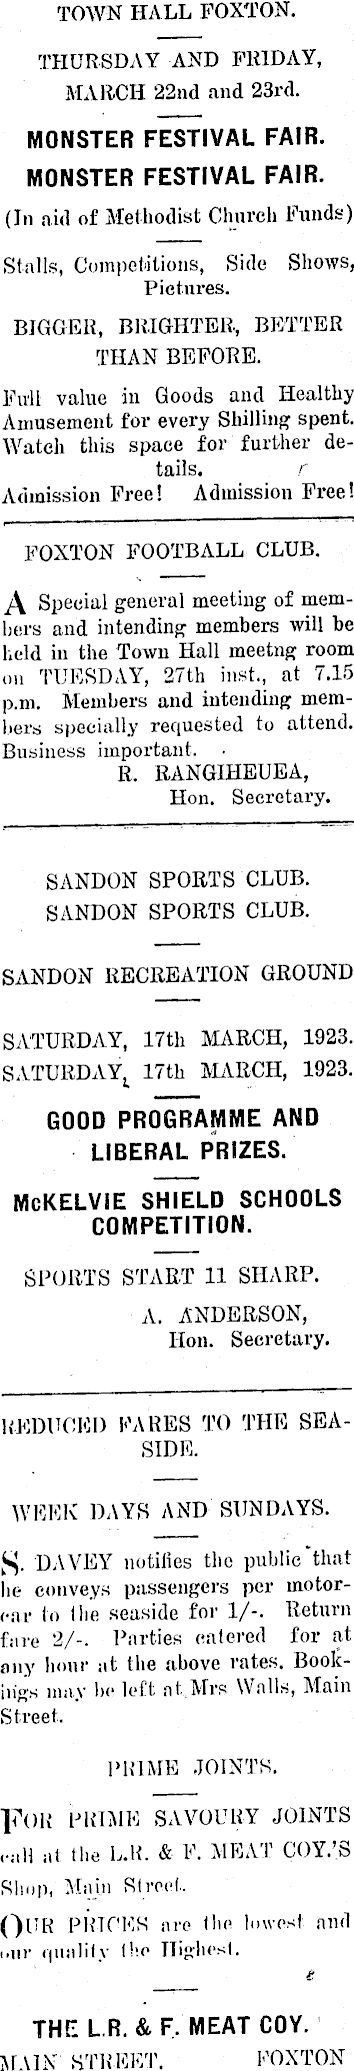 TOWN HALL FOXTON.
THURSDAY AND FRIDAY,
MARCH 22nd and 23rd.
MONSTER FESTIVAL FAIR.
MONSTER FESTIVAL FAIR.
(In aid of Methodist Church Funds)
Stalls, Competitions, Side Shows,
Pictures.
BIGGER, BRIGHTER, BETTER
THAN BEFORE.
Full value in Goods and Healthy
Amusement for every Shilling spent.
Watch this space for further de-
tails.
Admission Free! Admission Free!
FOXTON FOOTBALL CLUB.
A Special general meeting of mem-
bers and intending members will be
held in the Town Hall meetng room
on TUESDAY, 27th inst., at 7.15
p.m. Members and intending mem-
bers specially requested to attend.
Business important.
R. RANGIHEUEA,
Hon. Secretary.
SANDON SPORTS CLUB.
SANDON SPORTS CLUB.
SANDON RECREATION GROUND
SATURDAY, 17th MARCH, 1923.
SATURDAY, 17th MARCH, 1923.
GOOD PROGRAMME AND
LIBERAL PRIZES.
McKELVIE SHIELD SCHOOLS
COMPETITION.
SPORTS START 11 SHARP.
A. ANDERSON,
Hon. Secretary.
REDUCED FARES TO THE SEA-
SIDE.
WEEK DAYS AND SUNDAYS.
S. DAVEY notifies the public that
he conveys passengers per motor-
car to the seaside for 1/-. Return
fare 2/-. Parties catered for at
any hour at the above rates. Book-
ings may be left at Mrs Walls, Main
Street.
PRIME JOINTS.
FOR PRIME SAVOURY JOINTS
call at the L.R. & F. MEAT COY.'S
Shop, Main Street.
OUR PRICES are the lowest and
our quality the Highest.
THE L.R. & F. MEAT COY.
MAIN STREET. FOXTON